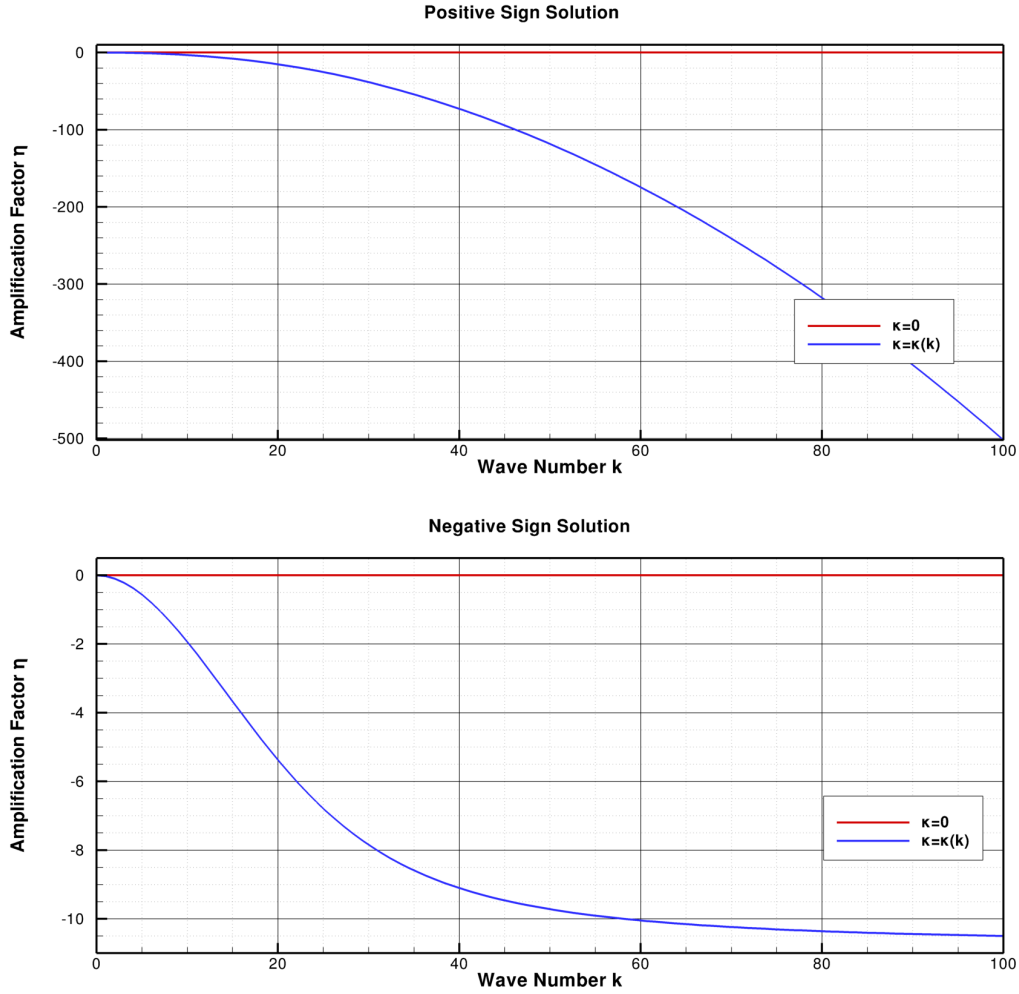 Positive Sign Solution
Amplification Factor η
0
-100
-200
-300
-400
-500
κ=0
κ=κ(k)
0 20 40 60 80 100
Wave Number k
Negative Sign Solution
Amplification Factor η
0
-2
-4
-6
-8
-10
κ=0
κ=κ(k)
0 20 40 60 80 100
Wave Number k